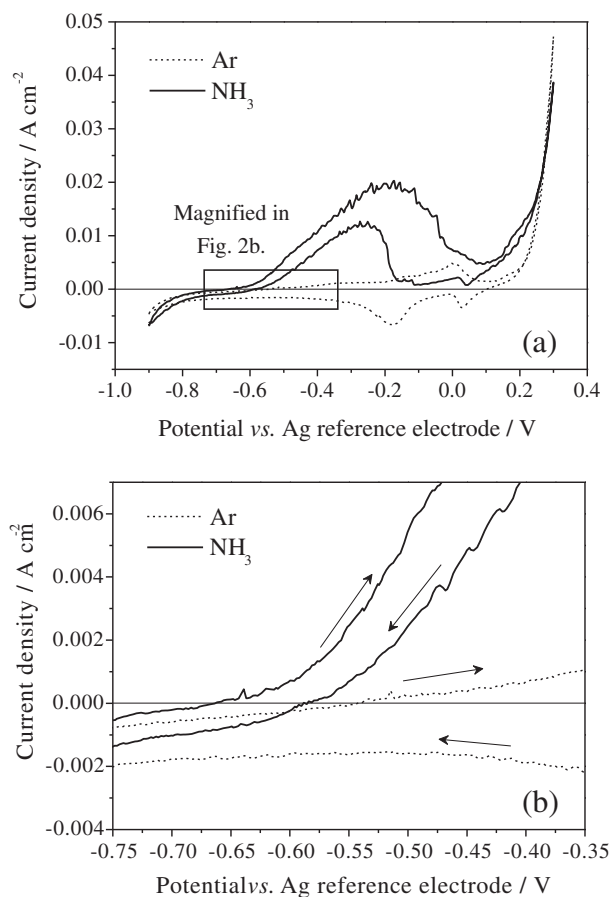 0.05
0.04
0.03
0.02
0.01
0.00
-0.01
Current density / A cm-2
Ar
NH3
Magnified in
Fig. 2b.
(a)
-1.0 -0.8 -0.6 -0.4 -0.2 0.0 0.2 0.4
Potential vs. Ag reference electrode / V
0.006
0.004
0.002
0.000
-0.002
-0.004
Current density / A cm-2
Ar
NH3
(b)
-0.75 -0.70 -0.65 -0.60 -0.55 -0.50 -0.45 -0.40 -0.35
Potentialvs. Ag reference electrode / V